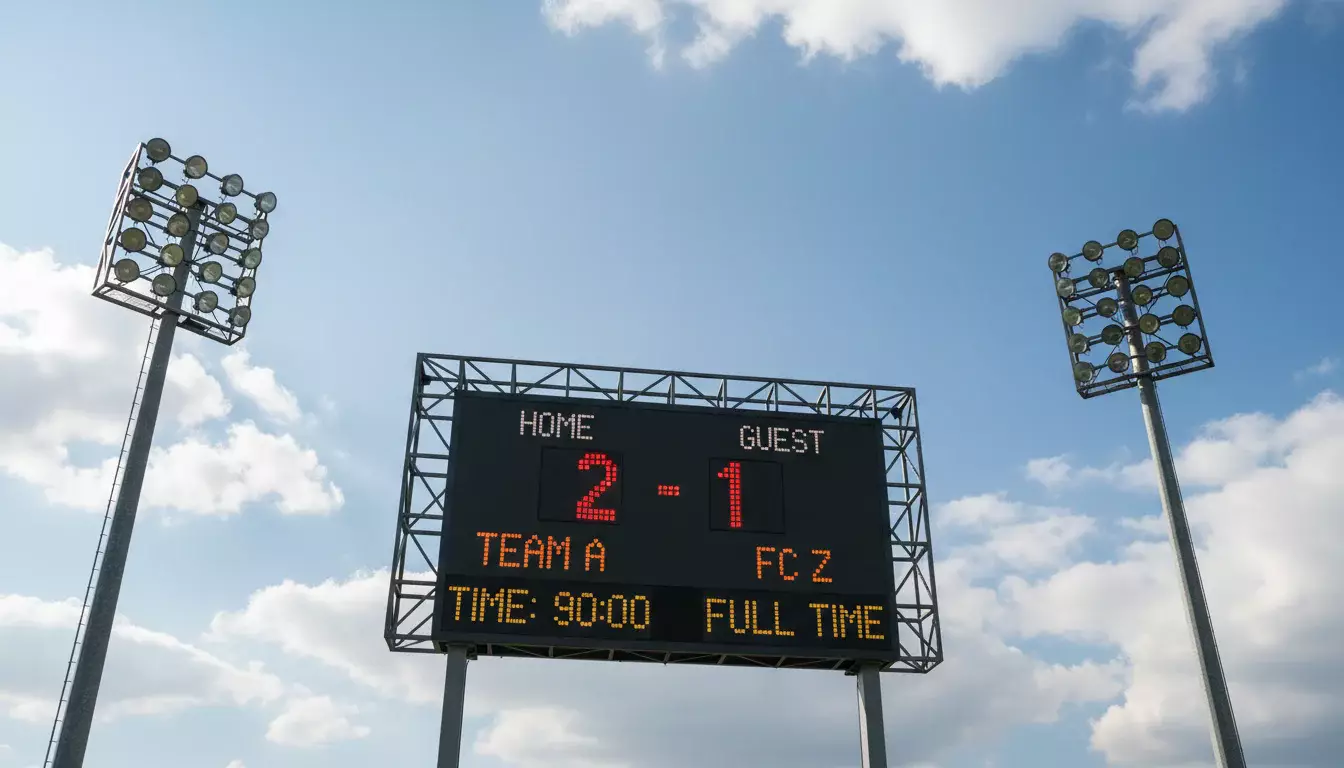 HOME GUEST
2 - 1
TEAM A FC Z
TIME: 90:00 FULL TIME